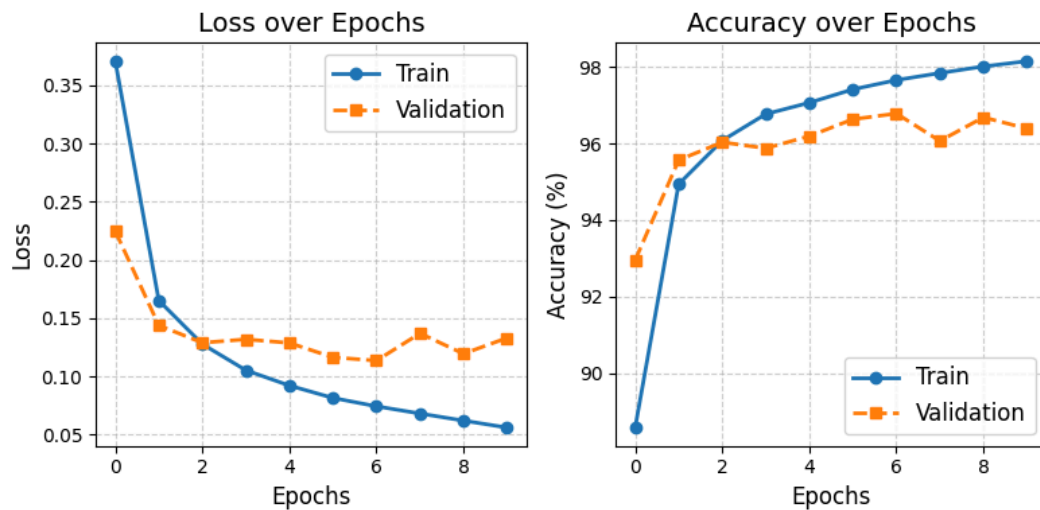 Loss over Epochs
Loss
0.35
0.30
0.25
0.20
0.15
0.10
0.05
Train
Validation
0 2 4 6 8
Epochs
Accuracy over Epochs
Accuracy (%)
98
96
94
92
90
Train
Validation
0 2 4 6 8
Epochs